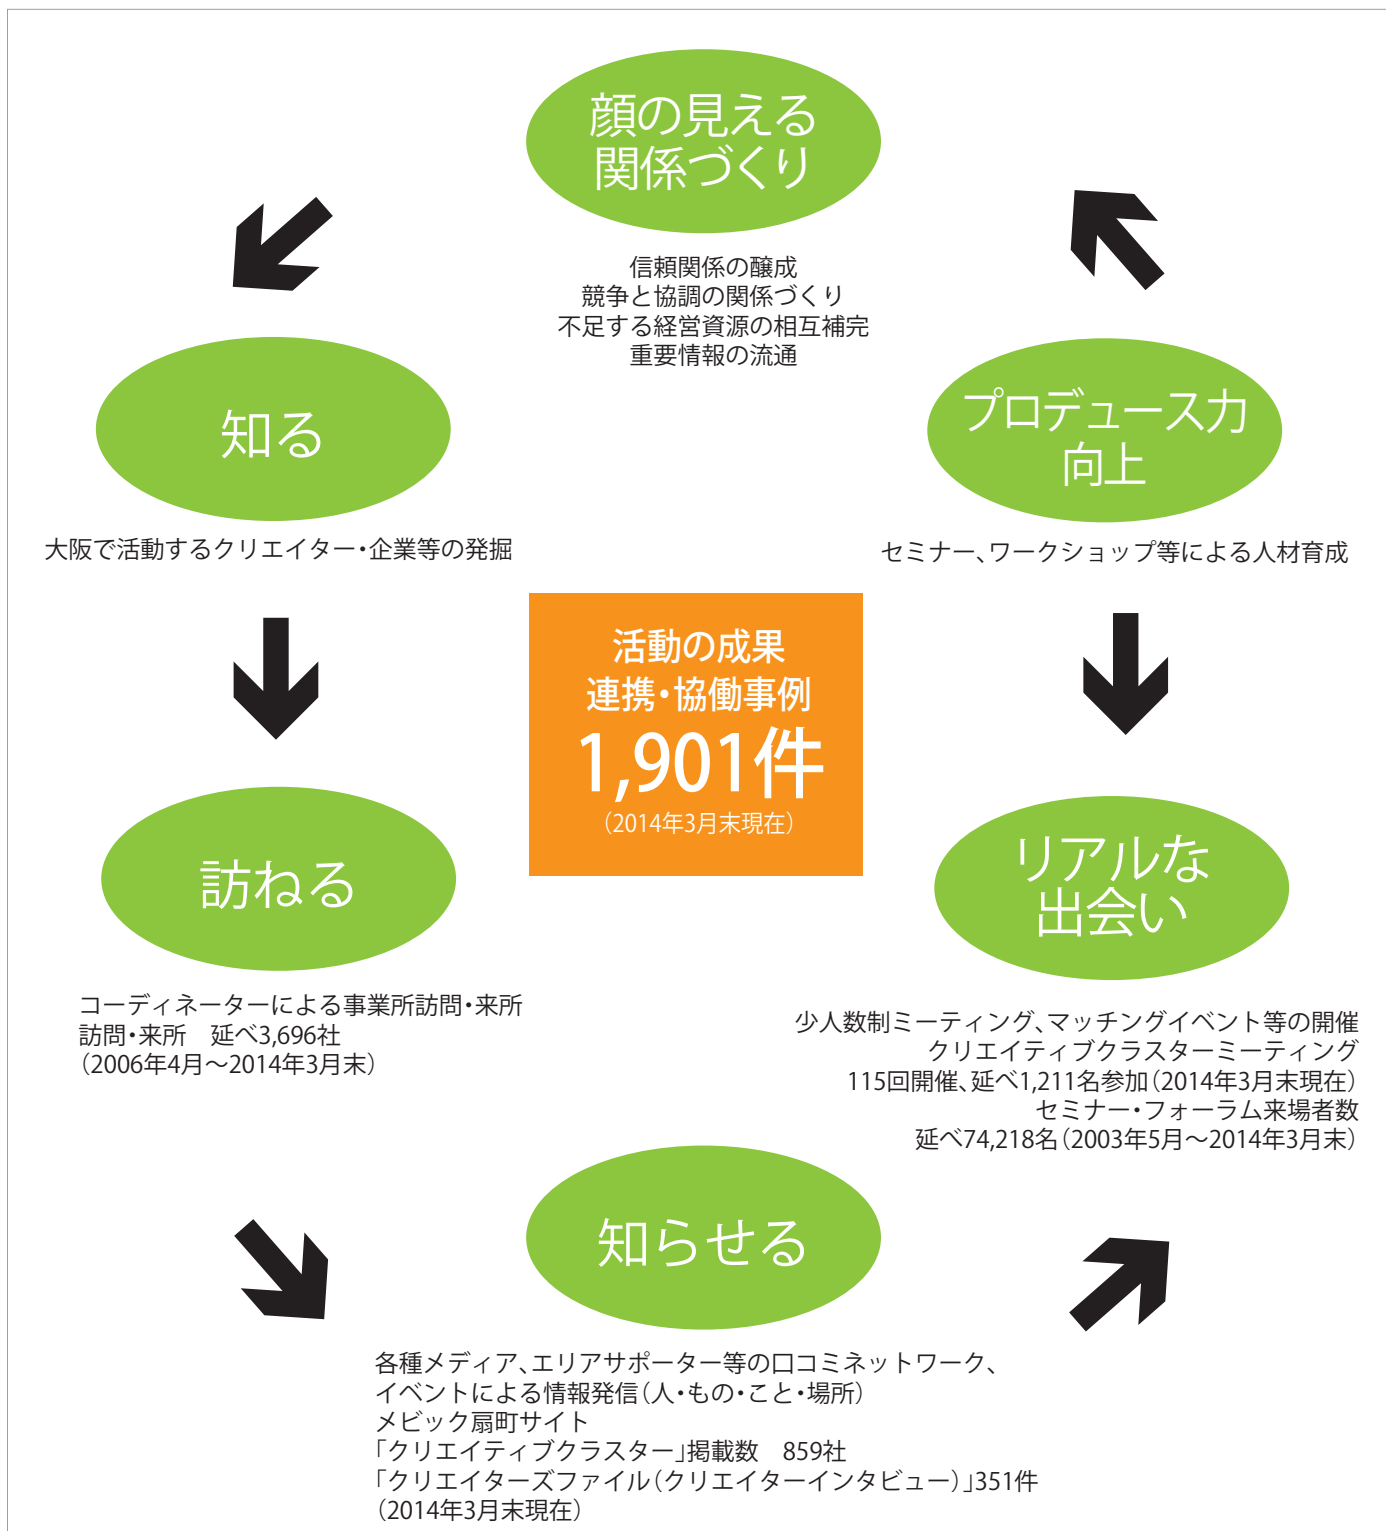 顔の見える
関係づくり
信頼関係の醸成
競争と協調の関係づくり
不足する経営資源の相互補完
重要情報の流通
知る
大阪で活動するクリエイター・企業等の発掘
プロデュース力
向上
セミナー、ワークショップ等による人材育成
活動の成果
連携・協働事例
1,901件
（2014年3月末現在）
訪ねる
コーディネーターによる事業所訪問・来所
訪問・来所　延べ3,696社
（2006年4月～2014年3月末）
リアルな
出会い
少人数制ミーティング、マッチングイベント等の開催
クリエイティブクラスターミーティング
115回開催、延べ1,211名参加（2014年3月末現在）
セミナー・フォーラム来場者数
延べ74,218名（2003年5月～2014年3月末）
知らせる
各種メディア、エリアサポーター等の口コミネットワーク、
イベントによる情報発信（人・もの・こと・場所）
メビック扇町サイト
「クリエイティブクラスター」掲載数　859社
「クリエイターズファイル（クリエイターインタビュー）」351件
（2014年3月末現在）